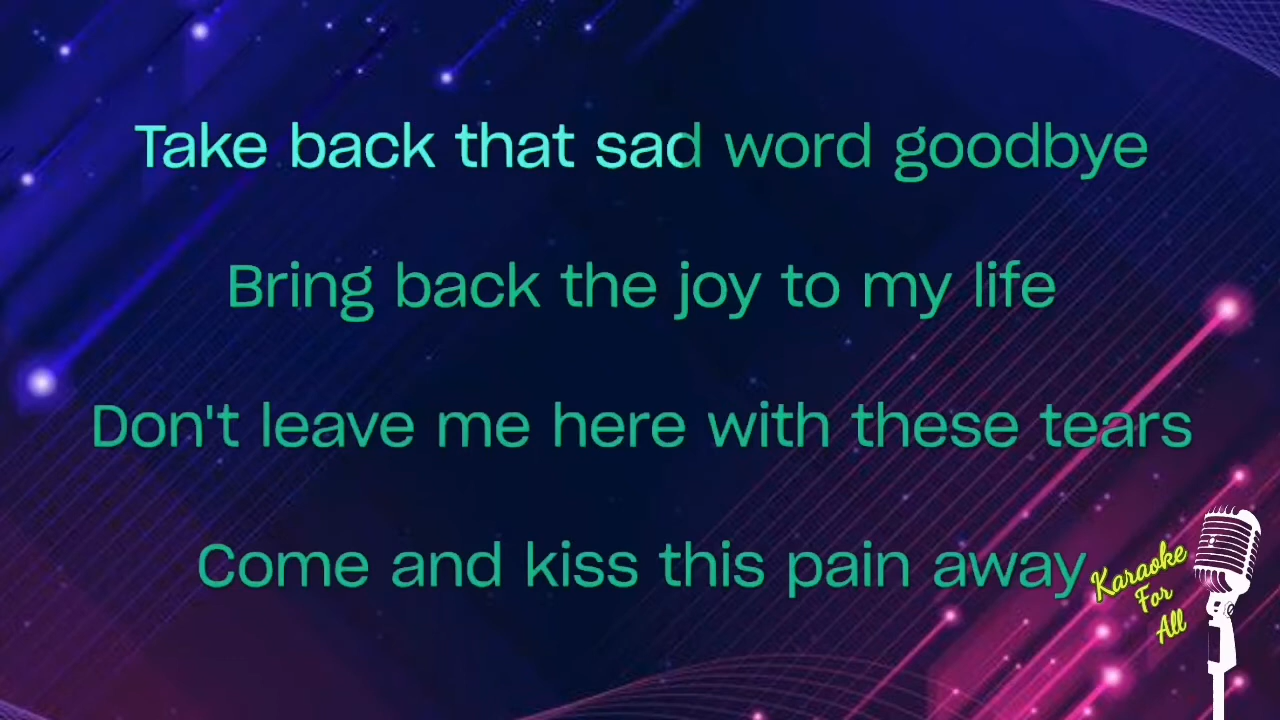 Take back that sad word goodbye
Bring back the joy to my life
Don't leave me here with these tears
Come and kiss this pain away
Karaoke
For
All